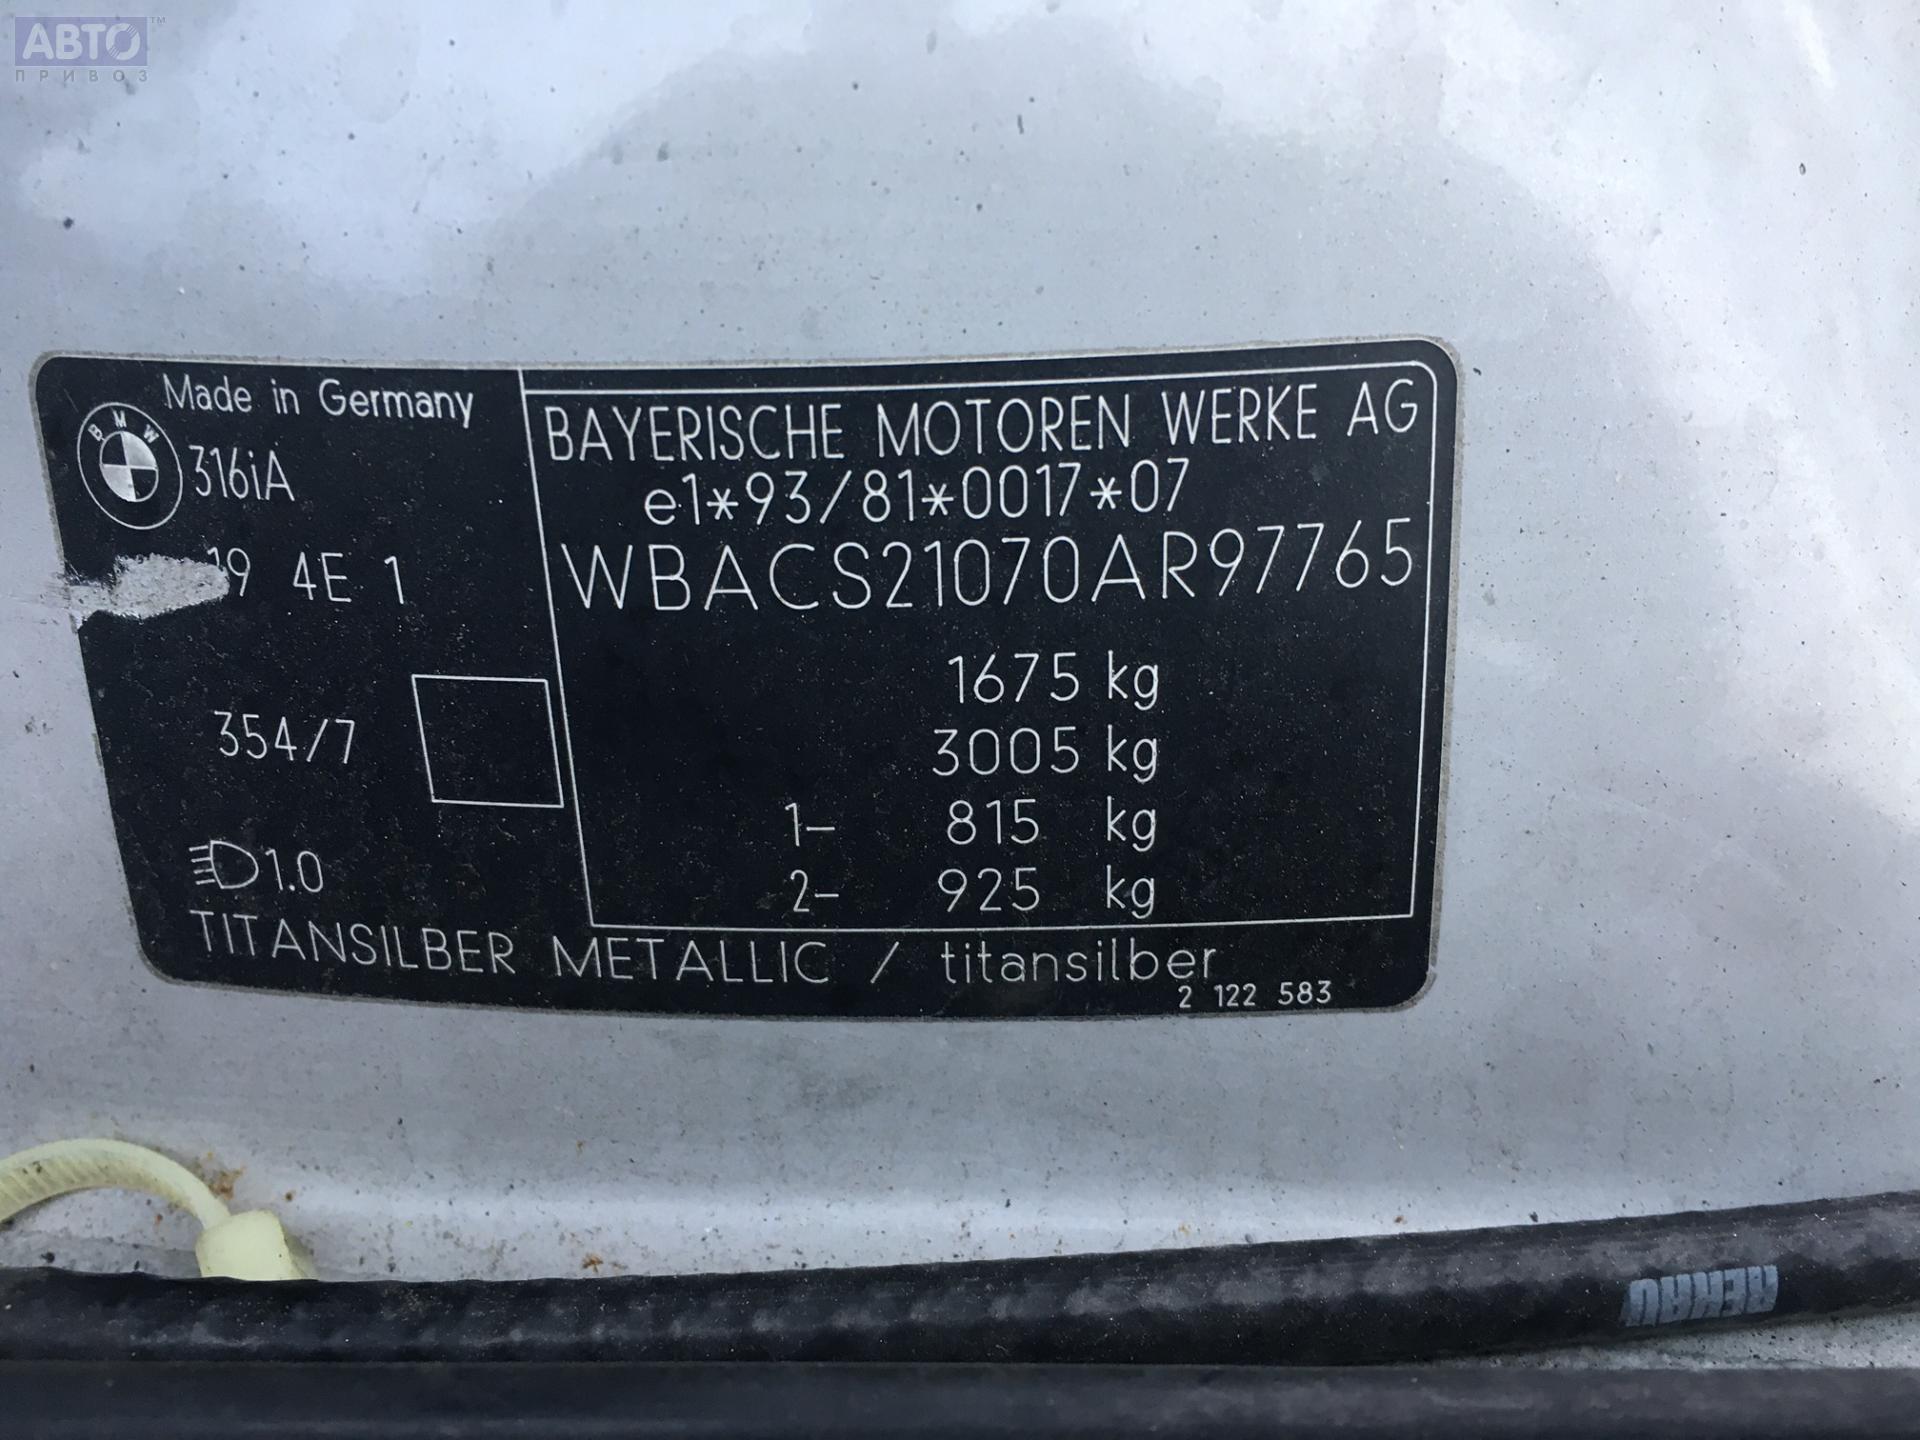 АВТО™
ПРИВОЗ
Made in Germany
BMW
316iA
19 4E 1
354/7
1.0
BAYERISCHE MOTOREN WERKE AG
e1*93/81*0017*07
WBACS21070AR97765
1675 kg
3005 kg
1- 815 kg
2- 925 kg
TITANSILBER METALLIC / titansilber
2 122 583
REHAU